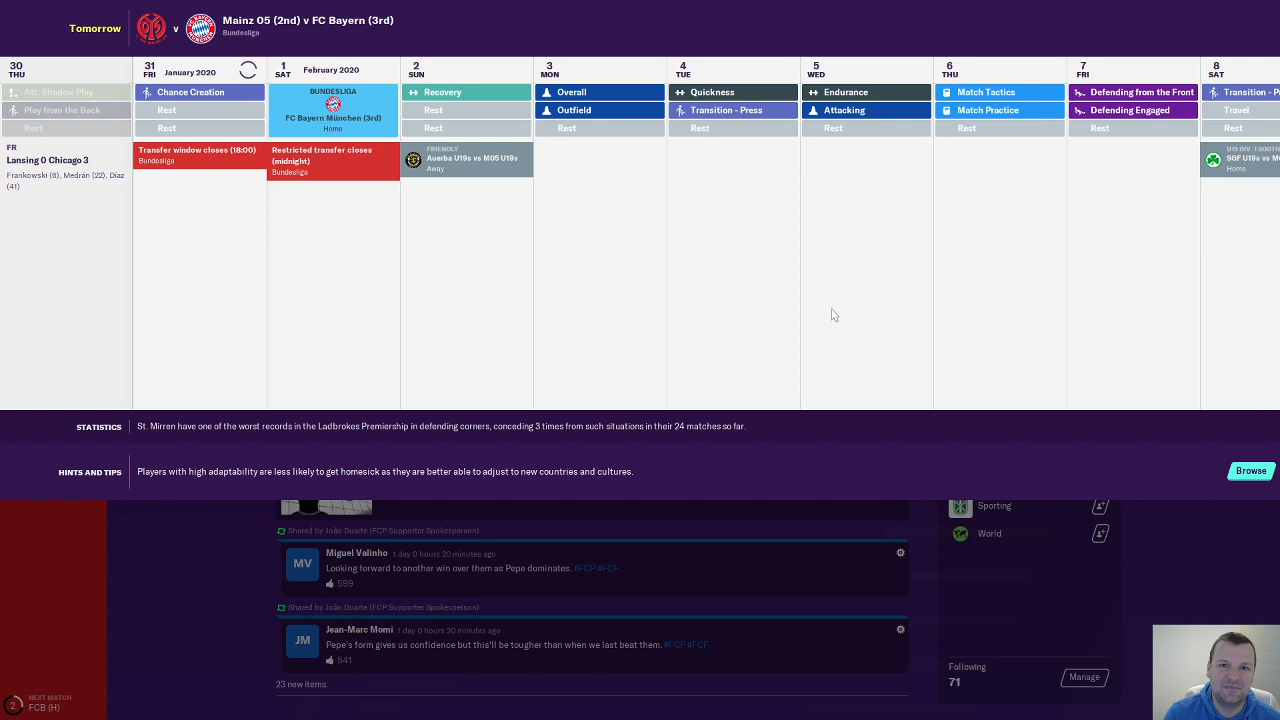 Tomorrow
Mainz 05 (2nd) v FC Bayern (3rd)
v
Bundesliga
30
THU
31
FRI January 2020
1
SAT February 2020
2
SUN
3
MON
4
TUE
5
WED
6
THU
7
FRI
8
SAT
Att. Shadow Play
Play from the Back
Rest
FR
Lansing 0 Chicago 3
Frankowski (6), Medrán (22), Díaz
(41)
Chance Creation
Rest
Rest
Transfer window closes (18:00)
Bundesliga
BUNDESLIGA
FC Bayern München (3rd)
Home
Restricted transfer closes
(midnight)
Bundesliga
Recovery
Rest
Rest
FRIENDLY
Auerba U19s vs M05 U19s
Away
Overall
Outfield
Rest
Quickness
Transition - Press
Rest
Endurance
Attacking
Rest
Match Tactics
Match Practice
Rest
Defending from the Front
Defending Engaged
Rest
Transition - P
Travel
Rest
U19 DIV. 1 SOUTH
SGF U19s vs M
Home
STATISTICS
St. Mirren have one of the worst records in the Ladbrokes Premiership in defending corners, conceding 3 times from such situations in their 24 matches so far.
HINTS AND TIPS
Players with high adaptability are less likely to get homesick as they are better able to adjust to new countries and cultures.
Browse
Shared by João Duarte (FCP Supporter Spokesperson)
MV
Miguel Valinho 1 day 0 hours 20 minutes ago
Looking forward to another win over them as Pepe dominates. #FCP #FCF
599
Shared by João Duarte (FCP Supporter Spokesperson)
JM
Jean-Marc Momi 1 day 0 hours 20 minutes ago
Pepe's form gives us confidence but this'll be tougher than when we last beat them. #FCP #FCF
541
23 new items.
Sporting
World
Following
71
Manage
2
NEXT MATCH
FCB (H)